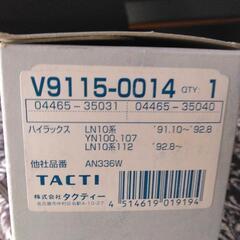 V9115-0014 QTY: 1
04465-35031 04465-35040
ハイラックス LN10系 '91.10~'92.8
YN100.107
LN10系112 '92.8~
他社品番 AN336W
TACTI 株式会社 タクティー
4 514619 019194